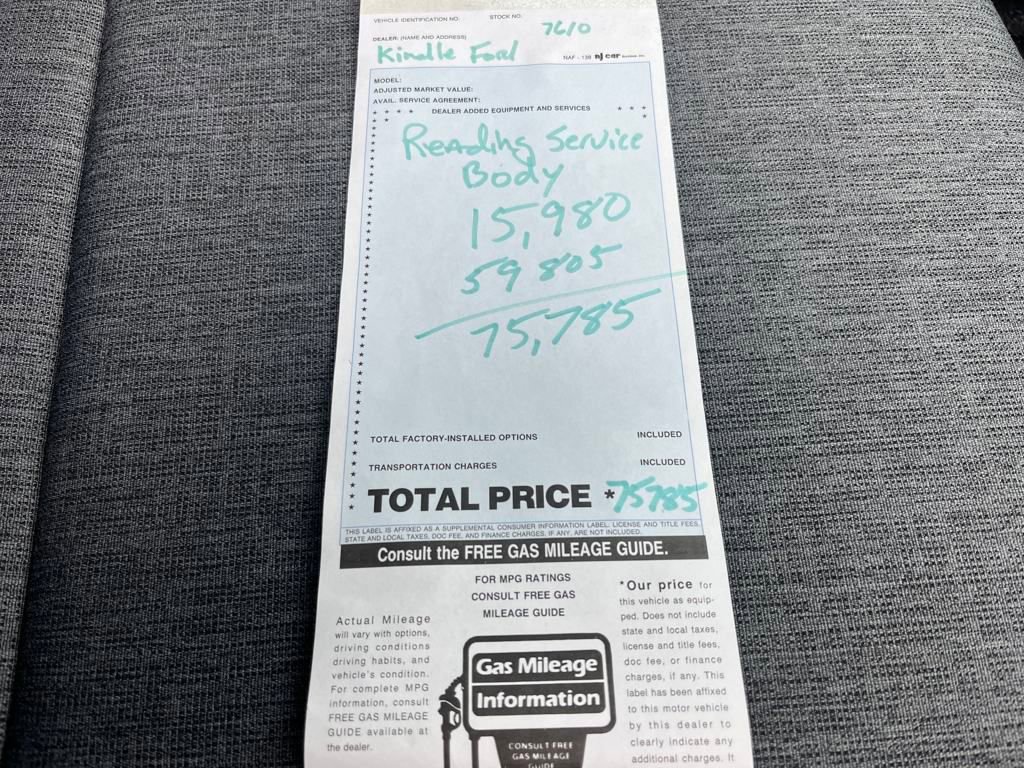 VEHICLE IDENTIFICATION NO. STOCK NO.
7610
DEALER: (NAME AND ADDRESS)
Kindle Ford
NAF - 138 nj car
MODEL:
ADJUSTED MARKET VALUE:
AVAIL. SERVICE AGREEMENT:
* * * * DEALER ADDED EQUIPMENT AND SERVICES * * *
Reading Service
Body
15,980
59 805
75,785
TOTAL FACTORY-INSTALLED OPTIONS INCLUDED
TRANSPORTATION CHARGES INCLUDED
TOTAL PRICE *75785
THIS LABEL IS AFFIXED AS A SUPPLEMENTAL CONSUMER INFORMATION LABEL. LICENSE AND TITLE FEES,
STATE AND LOCAL TAXES, DOC FEE, AND FINANCE CHARGES, IF ANY, ARE NOT INCLUDED.
Consult the FREE GAS MILEAGE GUIDE.
Actual Mileage
will vary with options,
driving conditions
driving habits, and
vehicle's condition.
For complete MPG
information, consult
FREE GAS MILEAGE
GUIDE available at
the dealer.
FOR MPG RATINGS
CONSULT FREE GAS
MILEAGE GUIDE
Gas Mileage
Information
CONSULT FREE
GAS MILEAGE
GUIDE
*Our price for
this vehicle as equip-
ped. Does not include
state and local taxes,
license and title fees,
doc fee, or finance
charges, if any. This
label has been affixed
to this motor vehicle
by this dealer to
clearly indicate any
additional charges. It